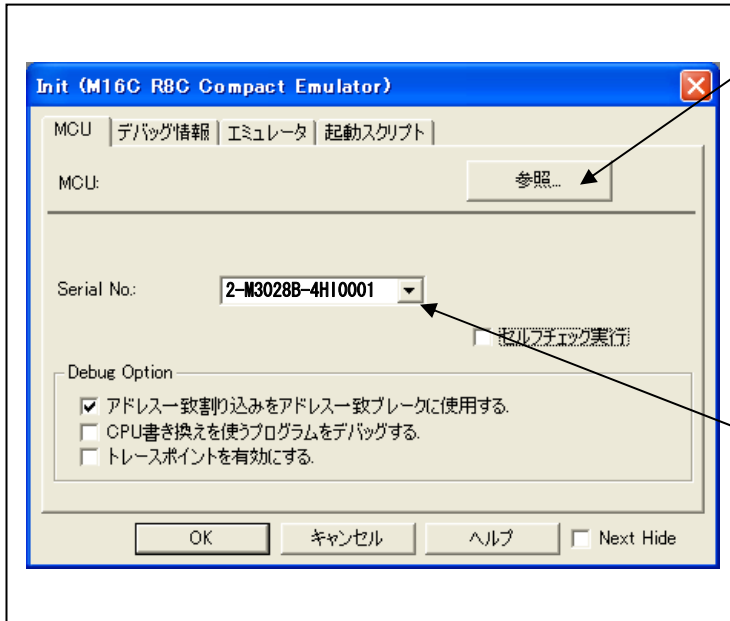 Init (M16C R8C Compact Emulator)
MCU デバッグ情報 エミュレータ 起動スクリプト
MCU: 参照...
Serial No.: 2-M3028B-4HI0001
セルフチェック実行
Debug Option
アドレス一致割り込みをアドレス一致ブレークに使用する.
CPU書き換えを使うプログラムをデバッグする.
トレースポイントを有効にする.
OK キャンセル ヘルプ Next Hide